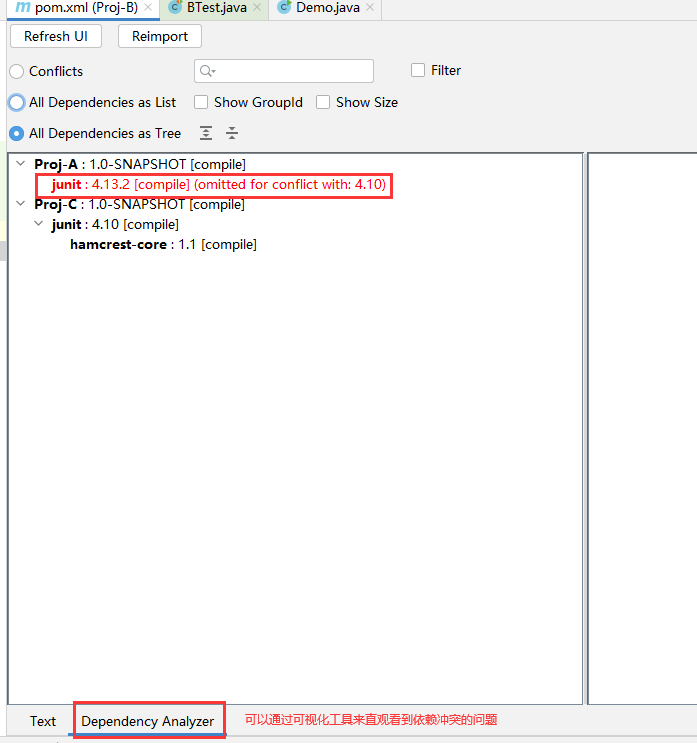 m pom.xml (Proj-B) × BTest.java × Demo.java ×
Refresh UI Reimport
Conflicts Filter
All Dependencies as List Show GroupId Show Size
All Dependencies as Tree
Proj-A : 1.0-SNAPSHOT [compile]
junit : 4.13.2 [compile] (omitted for conflict with: 4.10)
Proj-C : 1.0-SNAPSHOT [compile]
junit : 4.10 [compile]
hamcrest-core : 1.1 [compile]
Text Dependency Analyzer 可以通过可视化工具来直观看到依赖冲突的问题